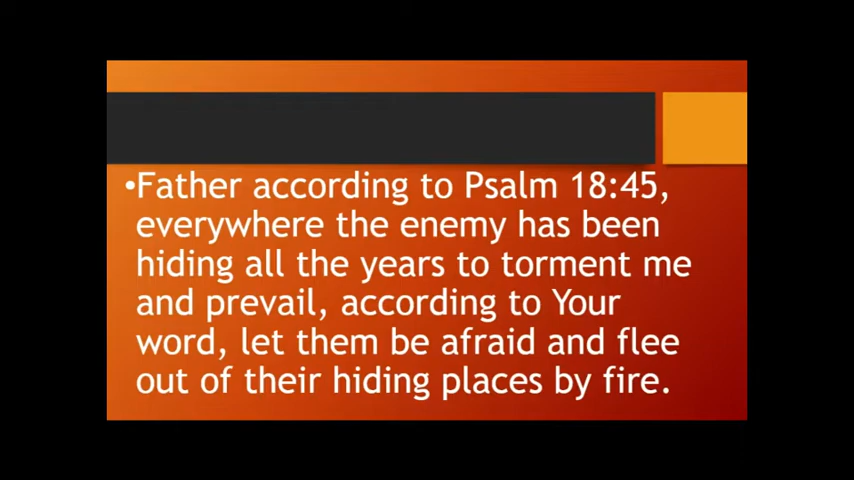 •Father according to Psalm 18:45,
everywhere the enemy has been
hiding all the years to torment me
and prevail, according to Your
word, let them be afraid and flee
out of their hiding places by fire.